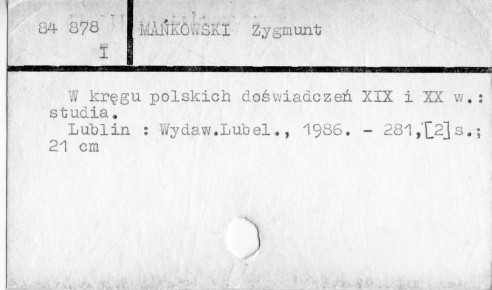 84 878 MAŃKOWSKI Zygmunt
I
W kręgu polskich doświadczeń XIX i XX w.:
studia.
Lublin : Wydaw.Lubel., 1986. - 281,[2]s.;
21 cm